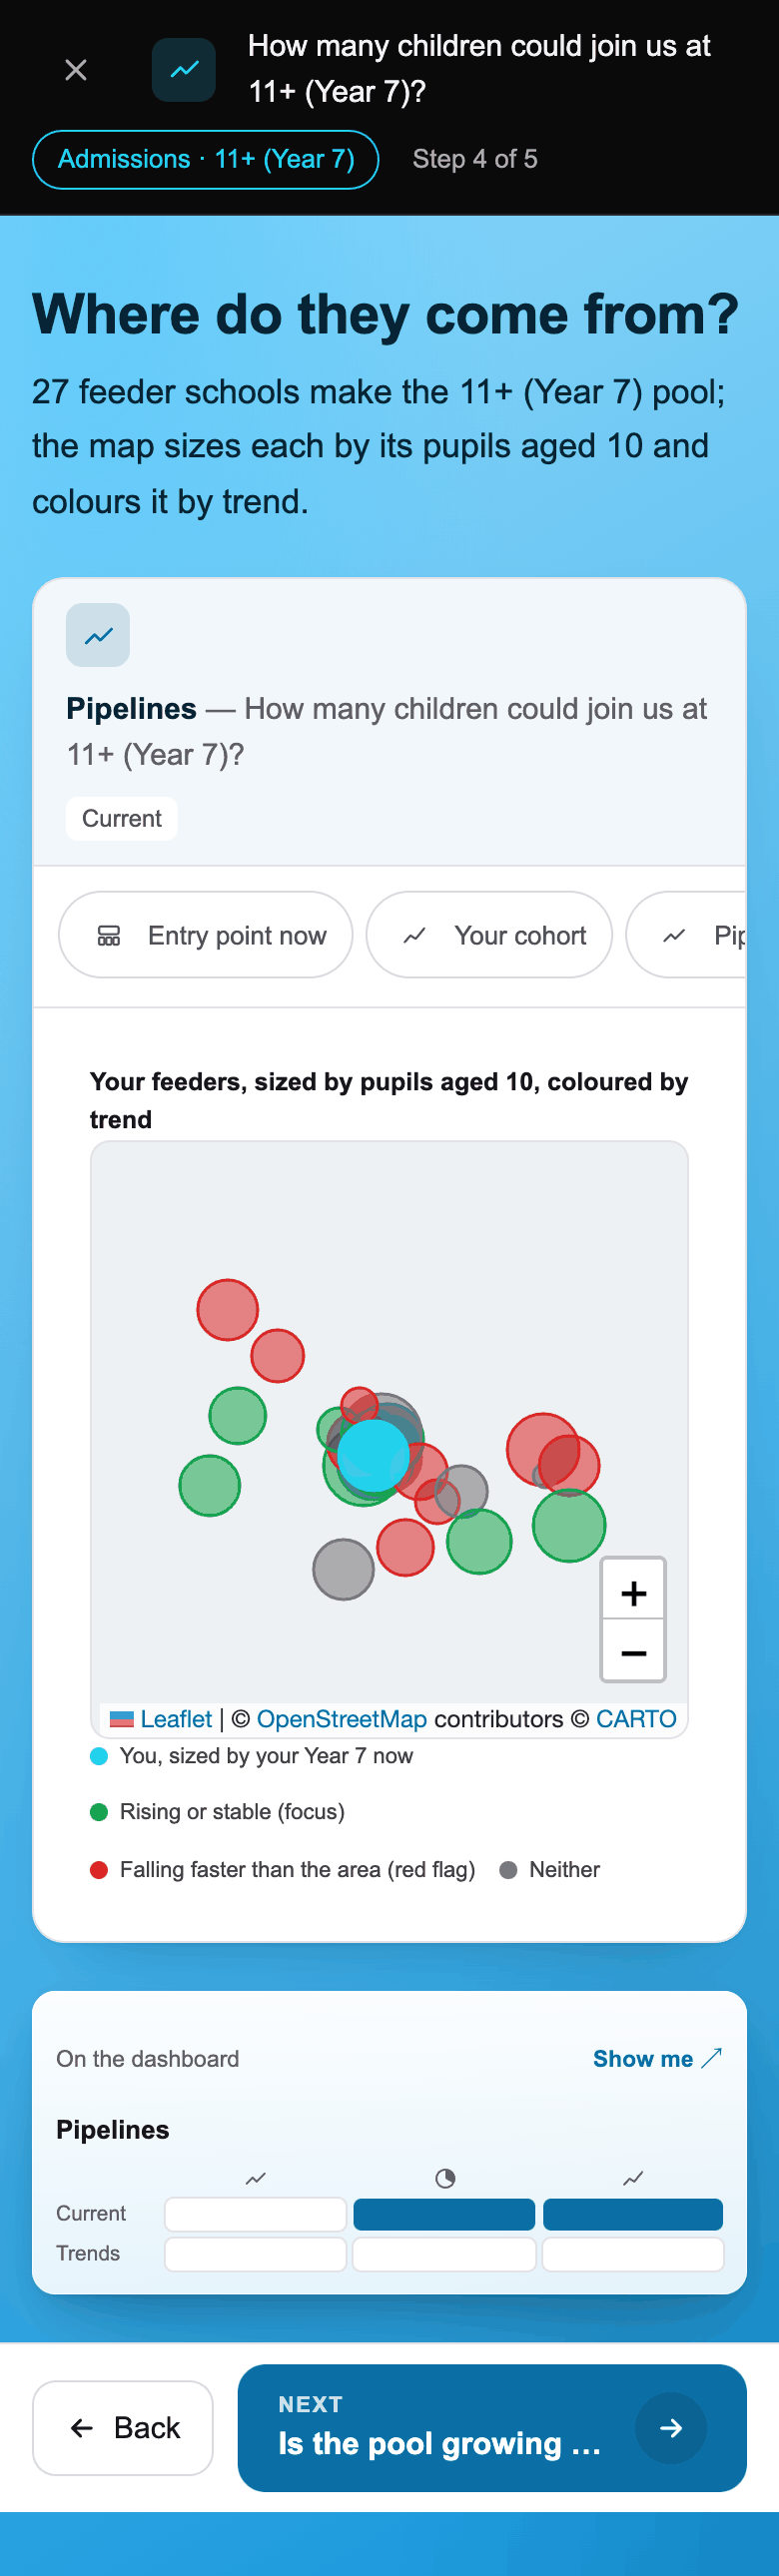 How many children could join us at
11+ (Year 7)?
Admissions · 11+ (Year 7)
Step 4 of 5
Where do they come from?
27 feeder schools make the 11+ (Year 7) pool;
the map sizes each by its pupils aged 10 and
colours it by trend.
Pipelines — How many children could join us at
11+ (Year 7)?
Current
Entry point now
Your cohort
Pip
Your feeders, sized by pupils aged 10, coloured by
trend
+
−
Leaflet | © OpenStreetMap contributors © CARTO
You, sized by your Year 7 now
Rising or stable (focus)
Falling faster than the area (red flag)
Neither
On the dashboard
Show me ↗
Pipelines
Current
Trends
← Back
NEXT
Is the pool growing ...
→